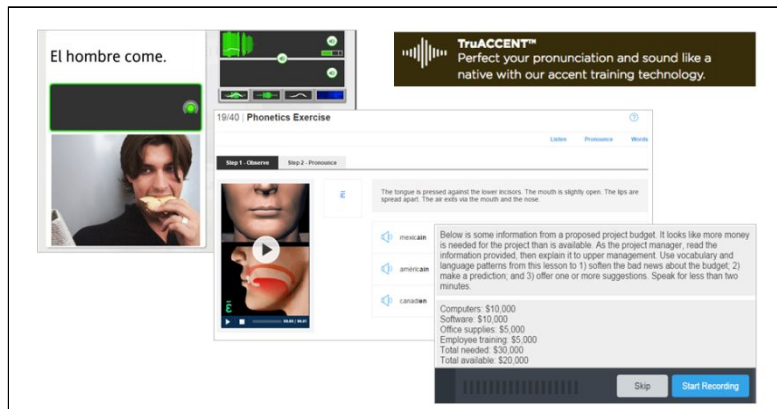 El hombre come.
TruACCENT™
Perfect your pronunciation and sound like a
native with our accent training technology.
19/40 | Phonetics Exercise
Listen Pronounce Words
Step 1 - Observe Step 2 - Pronounce
ɛ̃
The tongue is pressed against the lower incisors. The mouth is slightly open. The lips are
spread apart. The air exits via the mouth and the nose.
mexicain
américain
canadien
ɛ̃
Below is some information from a proposed project budget. It looks like more money
is needed for the project than is available. As the project manager, read the
information provided, then explain it to upper management. Use vocabulary and
language patterns from this lesson to 1) soften the bad news about the budget; 2)
make a prediction; and 3) offer one or more suggestions. Speak for less than two
minutes.
Computers: $10,000
Software: $10,000
Office supplies: $5,000
Employee training: $5,000
Total needed: $30,000
Total available: $20,000
Skip Start Recording